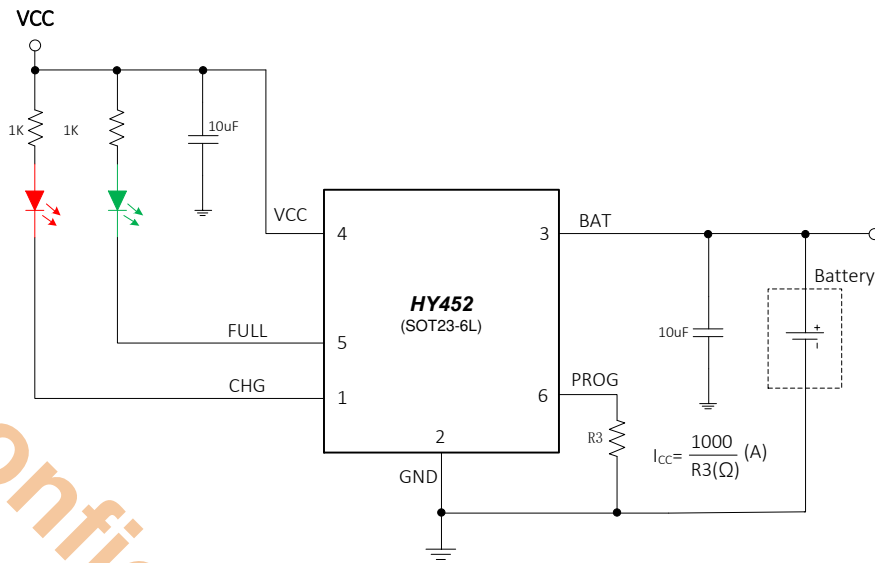 VCC
1K
1K
10uF
VCC
4
3
BAT
Battery
HY452
(SOT23-6L)
+
10uF
FULL
5
PROG
CHG
1
6
R3
2
GND
I_CC= 1000 / R3(Ω) (A)